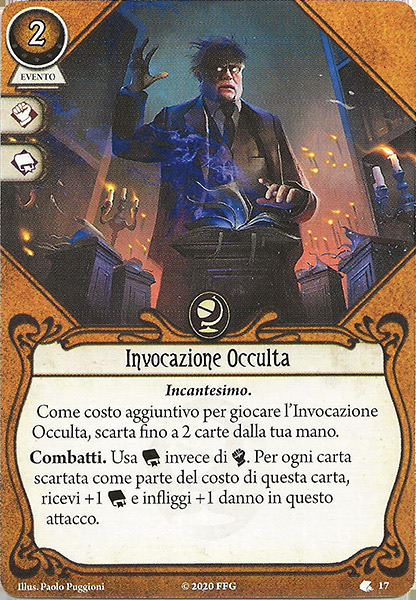 2
EVENTO
Invocazione Occulta
Incantesimo.
Come costo aggiuntivo per giocare l'Invocazione
Occulta, scarta fino a 2 carte dalla tua mano.
Combatti. Usa invece di . Per ogni carta
scartata come parte del costo di questa carta,
ricevi +1 e infliggi +1 danno in questo
attacco.
Illus. Paolo Puggioni © 2020 FFG 17